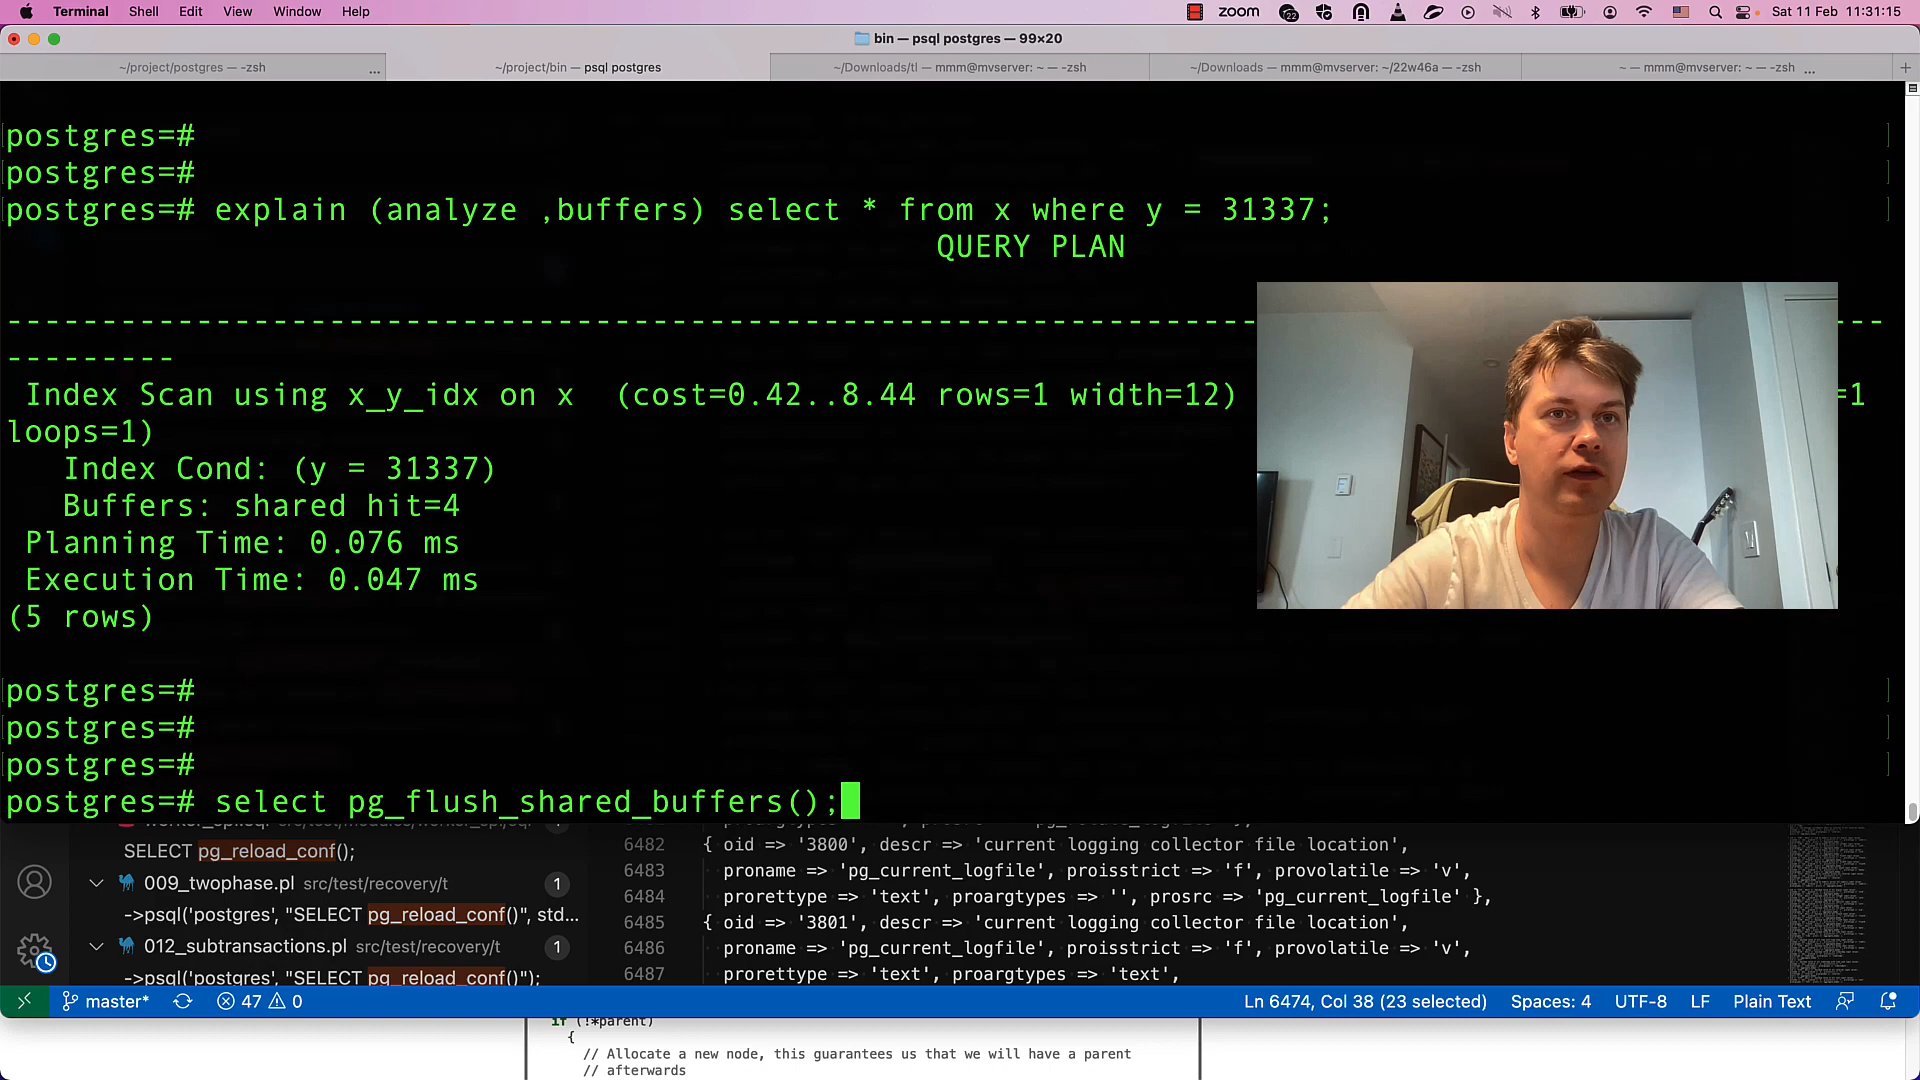 Terminal Shell Edit View Window Help zoom 22 Sat 11 Feb 11:31:15
bin — psql postgres — 99×20
~/project/postgres — -zsh ... ~/project/bin — psql postgres ~/Downloads/tl — mmm@mvserver: ~ — -zsh ~/Downloads — mmm@mvserver: ~/22w46a — -zsh ~ — mmm@mvserver: ~ — -zsh ... +
postgres=#
postgres=#
postgres=# explain (analyze ,buffers) select * from x where y = 31337;
QUERY PLAN
Index Scan using x_y_idx on x (cost=0.42..8.44 rows=1 width=12) =1
loops=1)
Index Cond: (y = 31337)
Buffers: shared hit=4
Planning Time: 0.076 ms
Execution Time: 0.047 ms
(5 rows)
postgres=#
postgres=#
postgres=#
postgres=# select pg_flush_shared_buffers();
SELECT pg_reload_conf();
009_twophase.pl src/test/recovery/t 1
->psql('postgres', "SELECT pg_reload_conf()", std...
012_subtransactions.pl src/test/recovery/t 1
->psql('postgres', "SELECT pg_reload_conf()");
6482 { oid => '3800', descr => 'current logging collector file location',
6483 proname => 'pg_current_logfile', proisstrict => 'f', provolatile => 'v',
6484 prorettype => 'text', proargtypes => '', prosrc => 'pg_current_logfile' },
6485 { oid => '3801', descr => 'current logging collector file location',
6486 proname => 'pg_current_logfile', proisstrict => 'f', provolatile => 'v',
6487 prorettype => 'text', proargtypes => 'text',
master* 47 0 Ln 6474, Col 38 (23 selected) Spaces: 4 UTF-8 LF Plain Text
if (!*parent)
{
// Allocate a new node, this guarantees us that we will have a parent
// afterwards